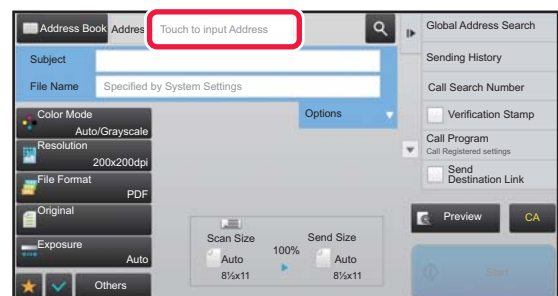 Address Book Addres Touch to input Address
Subject
File Name Specified by System Settings
Options
Color Mode
Auto/Grayscale
Resolution
200x200dpi
File Format
PDF
Original
Exposure
Auto
Others
Scan Size
Auto
8½x11
100%
Send Size
Auto
8½x11
Global Address Search
Sending History
Call Search Number
Verification Stamp
Call Program
Call Registered settings
Send
Destination Link
Preview
CA
Start